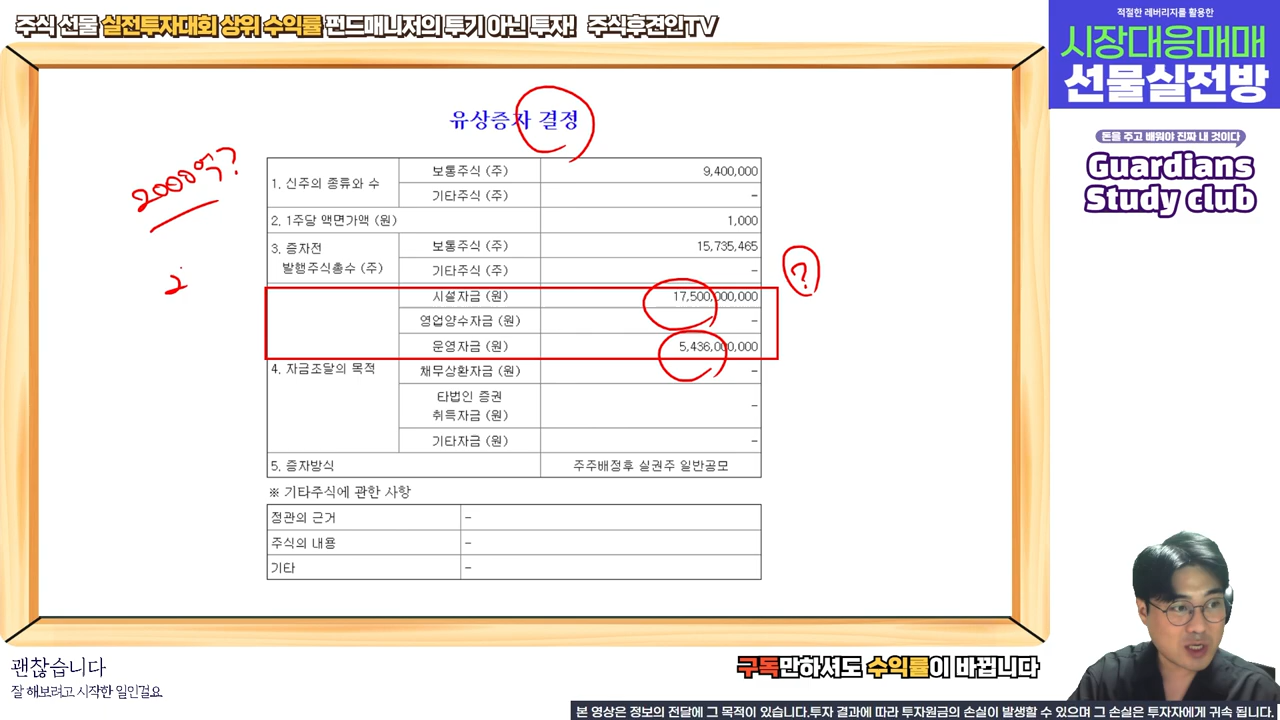 주식 선물 실전투자대회 상위 수익률 펀드매니저의 투기 아닌 투자! 주식후견인TV
적절한 레버리지를 활용한
시장대응매매
선물실전방
돈을 주고 배워야 진짜 내 것이다
Guardians
Study club
유상증자 결정
2000억?
1. 신주의 종류와 수
보통주식 (주) 9,400,000
기타주식 (주) -
2. 1주당 액면가액 (원) 1,000
3. 증자전
발행주식총수 (주)
보통주식 (주) 15,735,465
기타주식 (주) -
?
2
4. 자금조달의 목적
시설자금 (원) 17,500,000,000
영업양수자금 (원) -
운영자금 (원) 5,436,000,000
채무상환자금 (원) -
타법인 증권
취득자금 (원) -
기타자금 (원) -
5. 증자방식 주주배정후 실권주 일반공모
※ 기타주식에 관한 사항
정관의 근거 -
주식의 내용 -
기타 -
괜찮습니다
잘 해보려고 시작한 일인걸요
구독만하셔도 수익률이 바뀝니다
본 영상은 정보의 전달에 그 목적이 있습니다.투자 결과에 따라 투자원금의 손실이 발생할 수 있으며 그 손실은 투자자에게 귀속 됩니다.